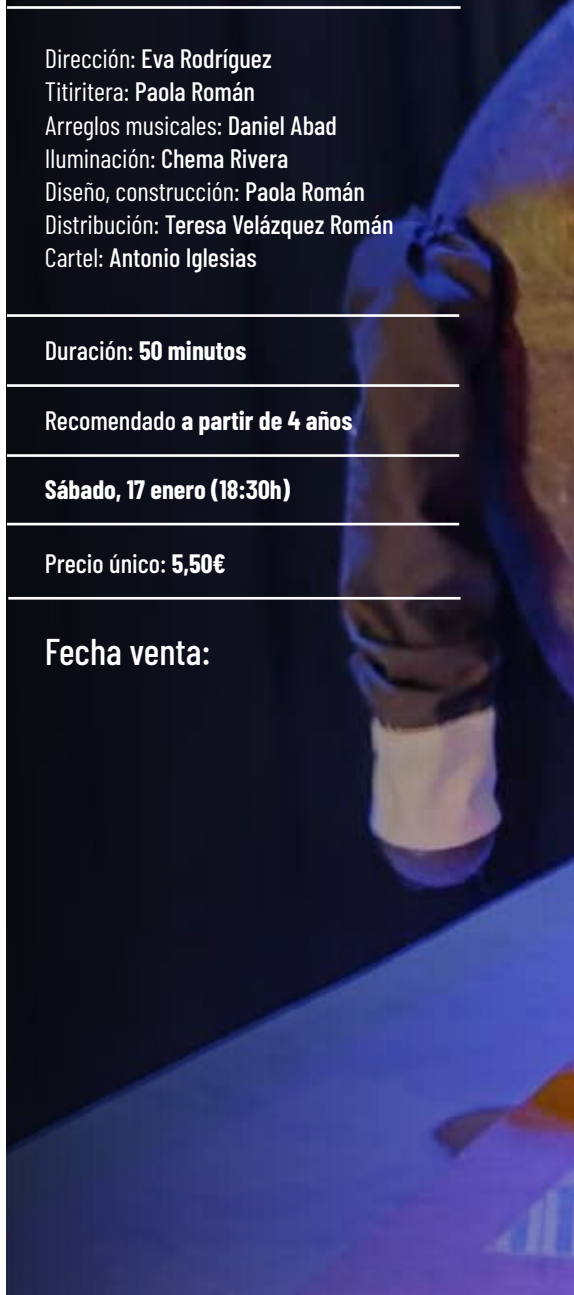 Dirección: Eva Rodríguez
Titiritera: Paola Román
Arreglos musicales: Daniel Abad
Iluminación: Chema Rivera
Diseño, construcción: Paola Román
Distribución: Teresa Velázquez Román
Cartel: Antonio Iglesias
Duración: 50 minutos
Recomendado a partir de 4 años
Sábado, 17 enero (18:30h)
Precio único: 5,50€
Fecha venta: